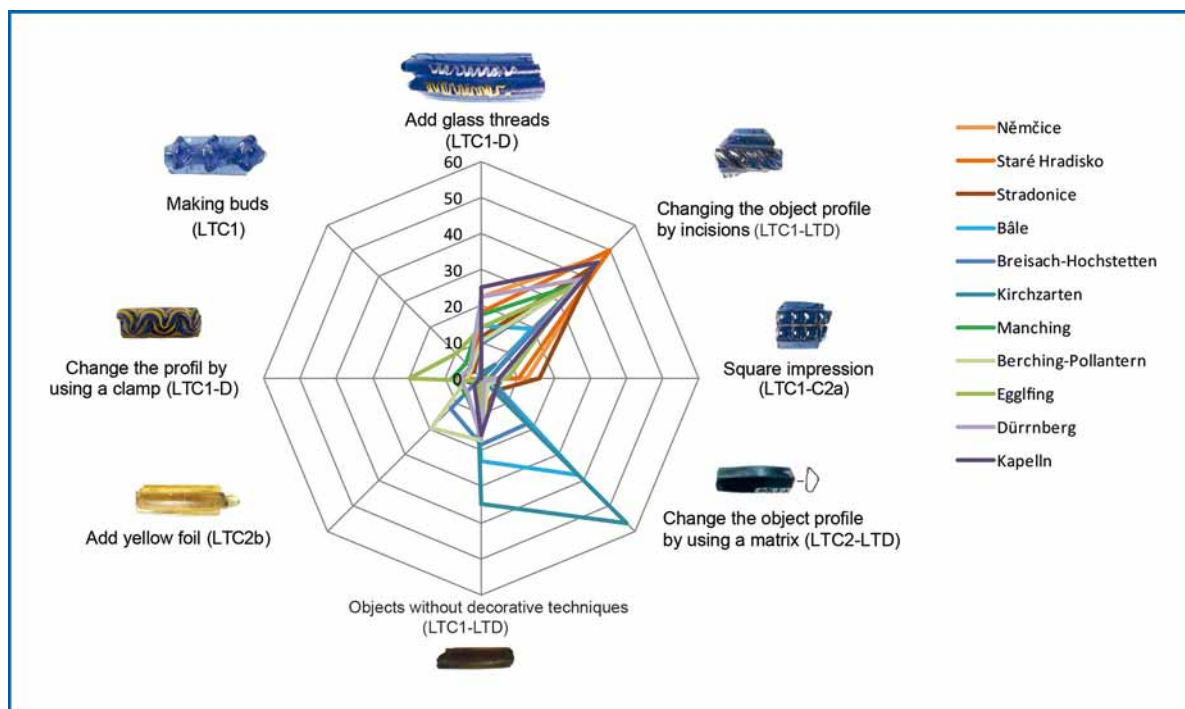 Add glass threads
(LTC1-D)
Making buds
(LTC1)
Changing the object profile
by incisions (LTC1-LTD)
Change the profil by
using a clamp (LTC1-D)
Square impression
(LTC1-C2a)
Add yellow foil (LTC2b)
Change the object profile
by using a matrix (LTC2-LTD)
Objects without decorative techniques
(LTC1-LTD)
60
50
40
30
20
10
0
Němčice
Staré Hradisko
Stradonice
Bâle
Breisach-Hochstetten
Kirchzarten
Manching
Berching-Pollantern
Egglfing
Dürrnberg
Kapelln